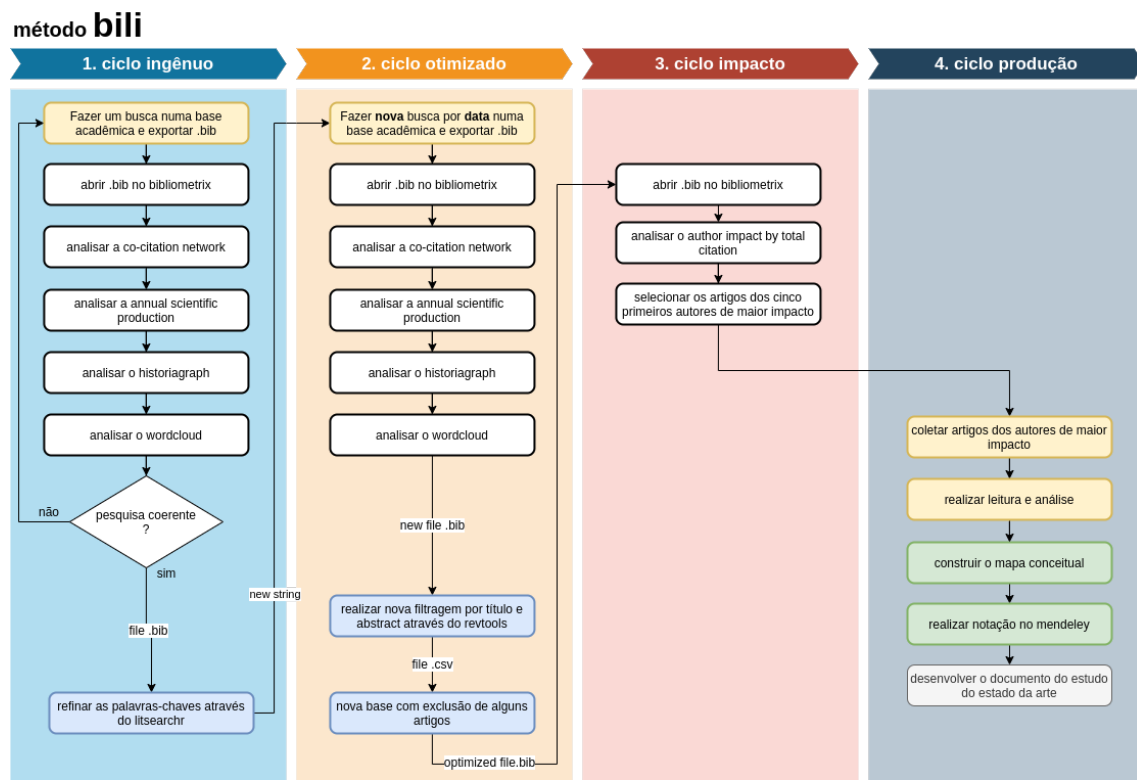 método bili
1. ciclo ingênuo
2. ciclo otimizado
3. ciclo impacto
4. ciclo produção
Fazer um busca numa base
acadêmica e exportar .bib
abrir .bib no bibliometrix
analisar a co-citation network
analisar a annual scientific
production
analisar o historiagraph
analisar o wordcloud
pesquisa coerente
?
não
sim
file .bib
refinar as palavras-chaves através
do litsearchr
new string
Fazer nova busca por data numa
base acadêmica e exportar .bib
abrir .bib no bibliometrix
analisar a co-citation network
analisar a annual scientific
production
analisar o historiagraph
analisar o wordcloud
new file .bib
realizar nova filtragem por título e
abstract através do revtools
file .csv
nova base com exclusão de alguns
artigos
optimized file.bib
abrir .bib no bibliometrix
analisar o author impact by total
citation
selecionar os artigos dos cinco
primeiros autores de maior impacto
coletar artigos dos autores de maior
impacto
realizar leitura e análise
construir o mapa conceitual
realizar notação no mendeley
desenvolver o documento do estudo
do estado da arte